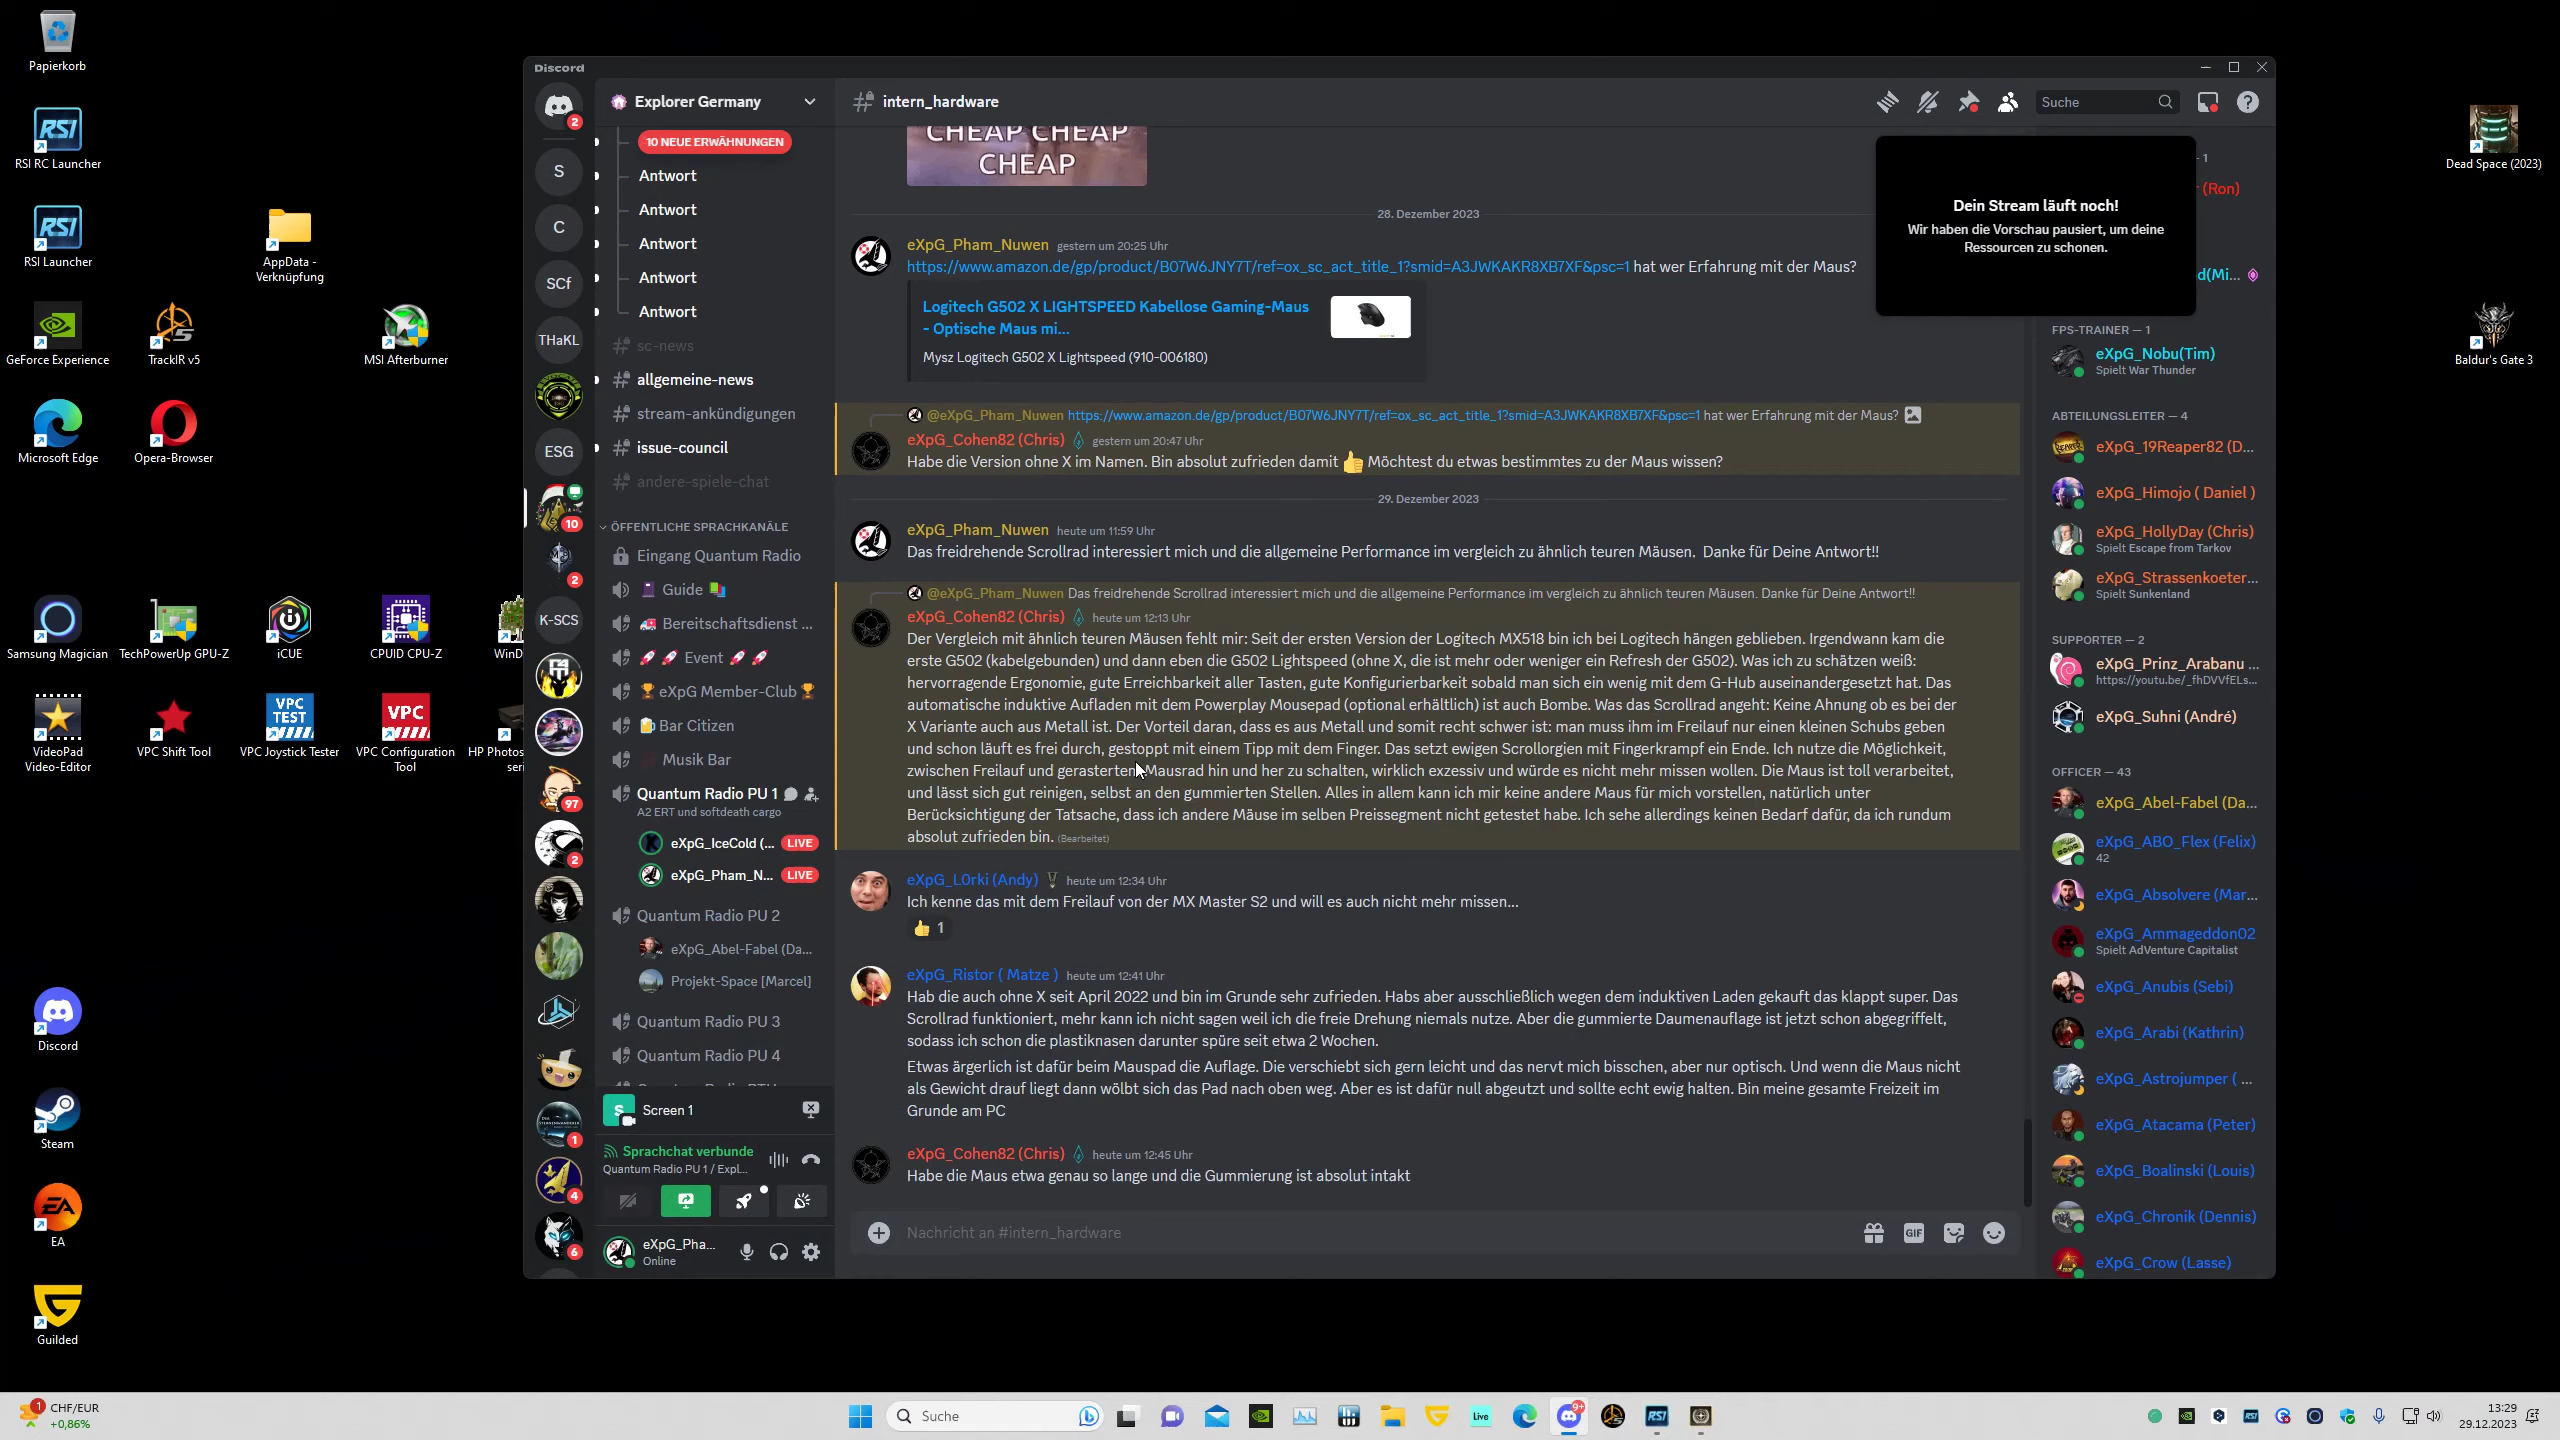 Papierkorb
RSI RC Launcher
RSI Launcher
AppData -
Verknüpfung
GeForce Experience
TrackIR v5
MSI Afterburner
Microsoft Edge
Opera-Browser
Samsung Magician
TechPowerUp GPU-Z
iCUE
CPUID CPU-Z
WinD
VideoPad
Video-Editor
VPC Shift Tool
VPC Joystick Tester
VPC Configuration
Tool
HP Photos
seri
Discord
Steam
EA
Guilded
Dead Space (2023)
Baldur's Gate 3
Discord
2
S
C
SCf
THaKL
ESG
10
2
K-SCS
97
2
1
4
6
Explorer Germany
10 NEUE ERWÄHNUNGEN
Antwort
Antwort
Antwort
Antwort
Antwort
sc-news
allgemeine-news
stream-ankündigungen
issue-council
andere-spiele-chat
ÖFFENTLICHE SPRACHKANÄLE
Eingang Quantum Radio
Guide
Bereitschaftsdienst ...
Event
eXpG Member-Club
Bar Citizen
Musik Bar
Quantum Radio PU 1
A2 ERT und softdeath cargo
eXpG_IceCold (... LIVE
eXpG_Pham_N... LIVE
Quantum Radio PU 2
eXpG_Abel-Fabel (Da...
Projekt-Space [Marcel]
Quantum Radio PU 3
Quantum Radio PU 4
Screen 1
Sprachchat verbunde
Quantum Radio PU 1 / Expl...
eXpG_Pha...
Online
intern_hardware
Suche
CHEAP CHEAP
CHEAP
28. Dezember 2023
eXpG_Pham_Nuwen gestern um 20:25 Uhr
https://www.amazon.de/gp/product/B07W6JNY7T/ref=ox_sc_act_title_1?smid=A3JWKAKR8XB7XF&psc=1 hat wer Erfahrung mit der Maus?
Logitech G502 X LIGHTSPEED Kabellose Gaming-Maus
- Optische Maus mi...
Mysz Logitech G502 X Lightspeed (910-006180)
@eXpG_Pham_Nuwen https://www.amazon.de/gp/product/B07W6JNY7T/ref=ox_sc_act_title_1?smid=A3JWKAKR8XB7XF&psc=1 hat wer Erfahrung mit der Maus?
eXpG_Cohen82 (Chris) gestern um 20:47 Uhr
Habe die Version ohne X im Namen. Bin absolut zufrieden damit 👍 Möchtest du etwas bestimmtes zu der Maus wissen?
29. Dezember 2023
eXpG_Pham_Nuwen heute um 11:59 Uhr
Das freidrehende Scrollrad interessiert mich und die allgemeine Performance im vergleich zu ähnlich teuren Mäusen. Danke für Deine Antwort!!
@eXpG_Pham_Nuwen Das freidrehende Scrollrad interessiert mich und die allgemeine Performance im vergleich zu ähnlich teuren Mäusen. Danke für Deine Antwort!!
eXpG_Cohen82 (Chris) heute um 12:13 Uhr
Der Vergleich mit ähnlich teuren Mäusen fehlt mir: Seit der ersten Version der Logitech MX518 bin ich bei Logitech hängen geblieben. Irgendwann kam die
erste G502 (kabelgebunden) und dann eben die G502 Lightspeed (ohne X, die ist mehr oder weniger ein Refresh der G502). Was ich zu schätzen weiß:
hervorragende Ergonomie, gute Erreichbarkeit aller Tasten, gute Konfigurierbarkeit sobald man sich ein wenig mit dem G-Hub auseinandergesetzt hat. Das
automatische induktive Aufladen mit dem Powerplay Mousepad (optional erhältlich) ist auch Bombe. Was das Scrollrad angeht: Keine Ahnung ob es bei der
X Variante auch aus Metall ist. Der Vorteil daran, dass es aus Metall und somit recht schwer ist: man muss ihm im Freilauf nur einen kleinen Schubs geben
und schon läuft es frei durch, gestoppt mit einem Tipp mit dem Finger. Das setzt ewigen Scrollorgien mit Fingerkrampf ein Ende. Ich nutze die Möglichkeit,
zwischen Freilauf und gerasterten Mausrad hin und her zu schalten, wirklich exzessiv und würde es nicht mehr missen wollen. Die Maus ist toll verarbeitet,
und lässt sich gut reinigen, selbst an den gummierten Stellen. Alles in allem kann ich mir keine andere Maus für mich vorstellen, natürlich unter
Berücksichtigung der Tatsache, dass ich andere Mäuse im selben Preissegment nicht getestet habe. Ich sehe allerdings keinen Bedarf dafür, da ich rundum
absolut zufrieden bin. (Bearbeitet)
eXpG_L0rki (Andy) heute um 12:34 Uhr
Ich kenne das mit dem Freilauf von der MX Master S2 und will es auch nicht mehr missen...
👍 1
eXpG_Ristor ( Matze ) heute um 12:41 Uhr
Hab die auch ohne X seit April 2022 und bin im Grunde sehr zufrieden. Habs aber ausschließlich wegen dem induktiven Laden gekauft das klappt super. Das
Scrollrad funktioniert, mehr kann ich nicht sagen weil ich die freie Drehung niemals nutze. Aber die gummierte Daumenauflage ist jetzt schon abgegriffelt,
sodass ich schon die plastiknasen darunter spüre seit etwa 2 Wochen.
Etwas ärgerlich ist dafür beim Mauspad die Auflage. Die verschiebt sich gern leicht und das nervt mich bisschen, aber nur optisch. Und wenn die Maus nicht
als Gewicht drauf liegt dann wölbt sich das Pad nach oben weg. Aber es ist dafür null abgeutzt und sollte echt ewig halten. Bin meine gesamte Freizeit im
Grunde am PC
eXpG_Cohen82 (Chris) heute um 12:45 Uhr
Habe die Maus etwa genau so lange und die Gummierung ist absolut intakt
Nachricht an #intern_hardware
GIF
Dein Stream läuft noch!
Wir haben die Vorschau pausiert, um deine
Ressourcen zu schonen.
- 1
(Ron)
d(Mi...
FPS-TRAINER — 1
eXpG_Nobu(Tim)
Spielt War Thunder
ABTEILUNGSLEITER — 4
eXpG_19Reaper82 (D...
eXpG_Himojo ( Daniel )
eXpG_HollyDay (Chris)
Spielt Escape from Tarkov
eXpG_Strassenkoeter...
Spielt Sunkenland
SUPPORTER — 2
eXpG_Prinz_Arabanu ...
https://youtu.be/_fhDVVfELs...
eXpG_Suhni (André)
OFFICER — 43
eXpG_Abel-Fabel (Da...
eXpG_ABO_Flex (Felix)
42
eXpG_Absolvere (Mar...
eXpG_Ammageddon02
Spielt AdVenture Capitalist
eXpG_Anubis (Sebi)
eXpG_Arabi (Kathrin)
eXpG_Astrojumper ( ...
eXpG_Atacama (Peter)
eXpG_Boalinski (Louis)
eXpG_Chronik (Dennis)
eXpG_Crow (Lasse)
1
CHF/EUR
+0,86%
Suche
Live
9+
RSI
13:29
29.12.2023